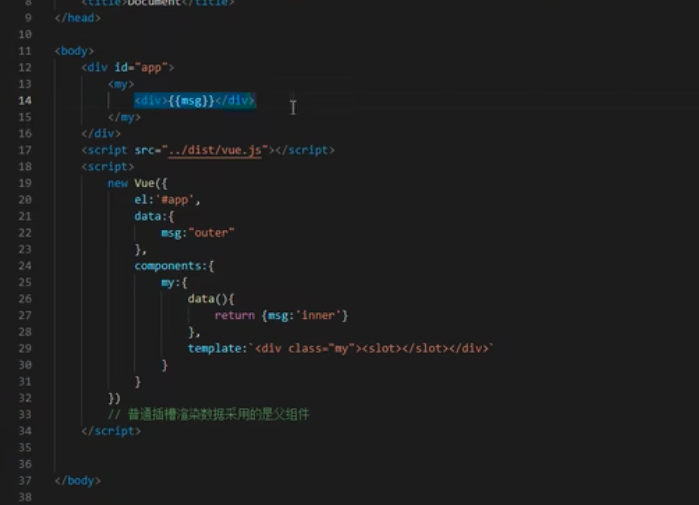 8 <title>Document</title>
9 </head>
10
11 <body>
12 <div id="app">
13 <my>
14 <div>{{msg}}</div>
15 </my>
16 </div>
17 <script src="../dist/vue.js"></script>
18 <script>
19 new Vue({
20 el:'#app',
21 data:{
22 msg:"outer"
23 },
24 components:{
25 my:{
26 data(){
27 return {msg:'inner'}
28 },
29 template:`<div class="my"><slot></slot></div>`
30 }
31 }
32 })
33 // 普通插槽渲染数据采用的是父组件
34 </script>
35
36
37 </body>
38